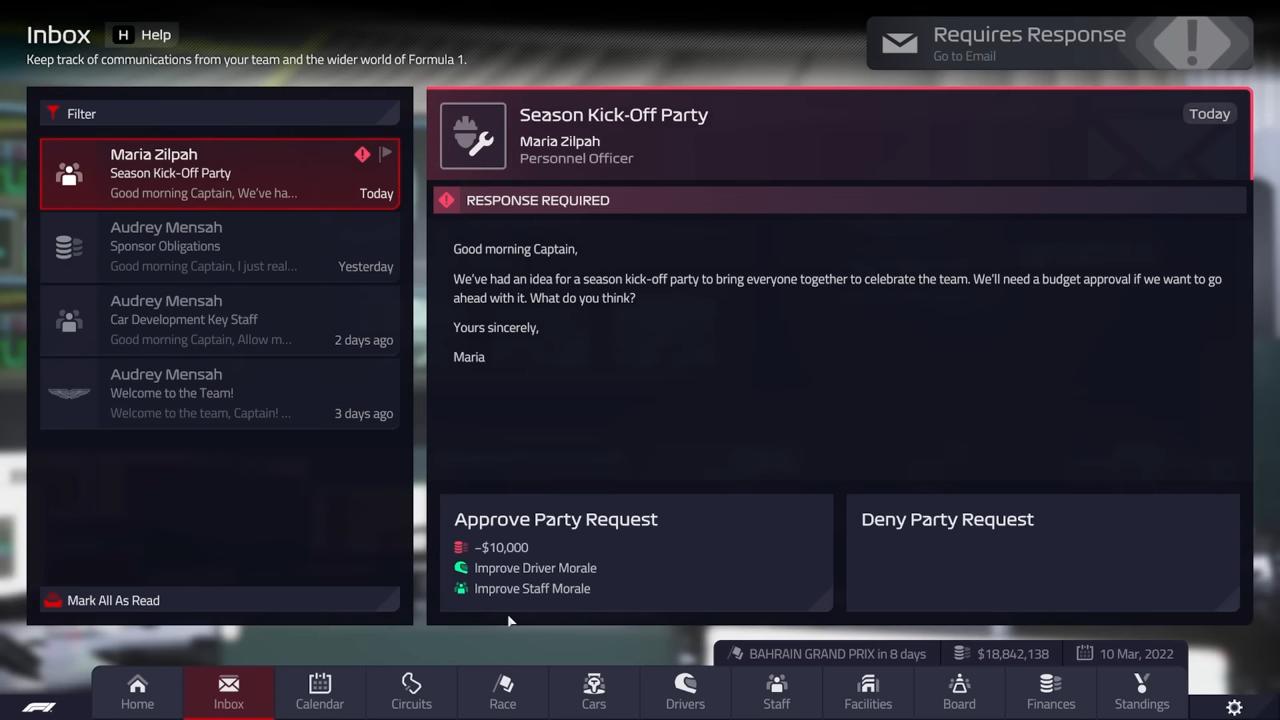 Inbox
H Help
Keep track of communications from your team and the wider world of Formula 1.
Requires Response
Go to Email
Filter
Maria Zilpah
Season Kick-Off Party
Good morning Captain, We've ha...
Today
Audrey Mensah
Sponsor Obligations
Good morning Captain, I just real...
Yesterday
Audrey Mensah
Car Development Key Staff
Good morning Captain, Allow m...
2 days ago
Audrey Mensah
Welcome to the Team!
Welcome to the team, Captain! ...
3 days ago
Mark All As Read
Season Kick-Off Party
Today
Maria Zilpah
Personnel Officer
RESPONSE REQUIRED
Good morning Captain,
We've had an idea for a season kick-off party to bring everyone together to celebrate the team. We'll need a budget approval if we want to go
ahead with it. What do you think?
Yours sincerely,
Maria
Approve Party Request
-$10,000
Improve Driver Morale
Improve Staff Morale
Deny Party Request
BAHRAIN GRAND PRIX in 8 days
$18,842,138
10 Mar, 2022
Home
Inbox
Calendar
Circuits
Race
Cars
Drivers
Staff
Facilities
Board
Finances
Standings